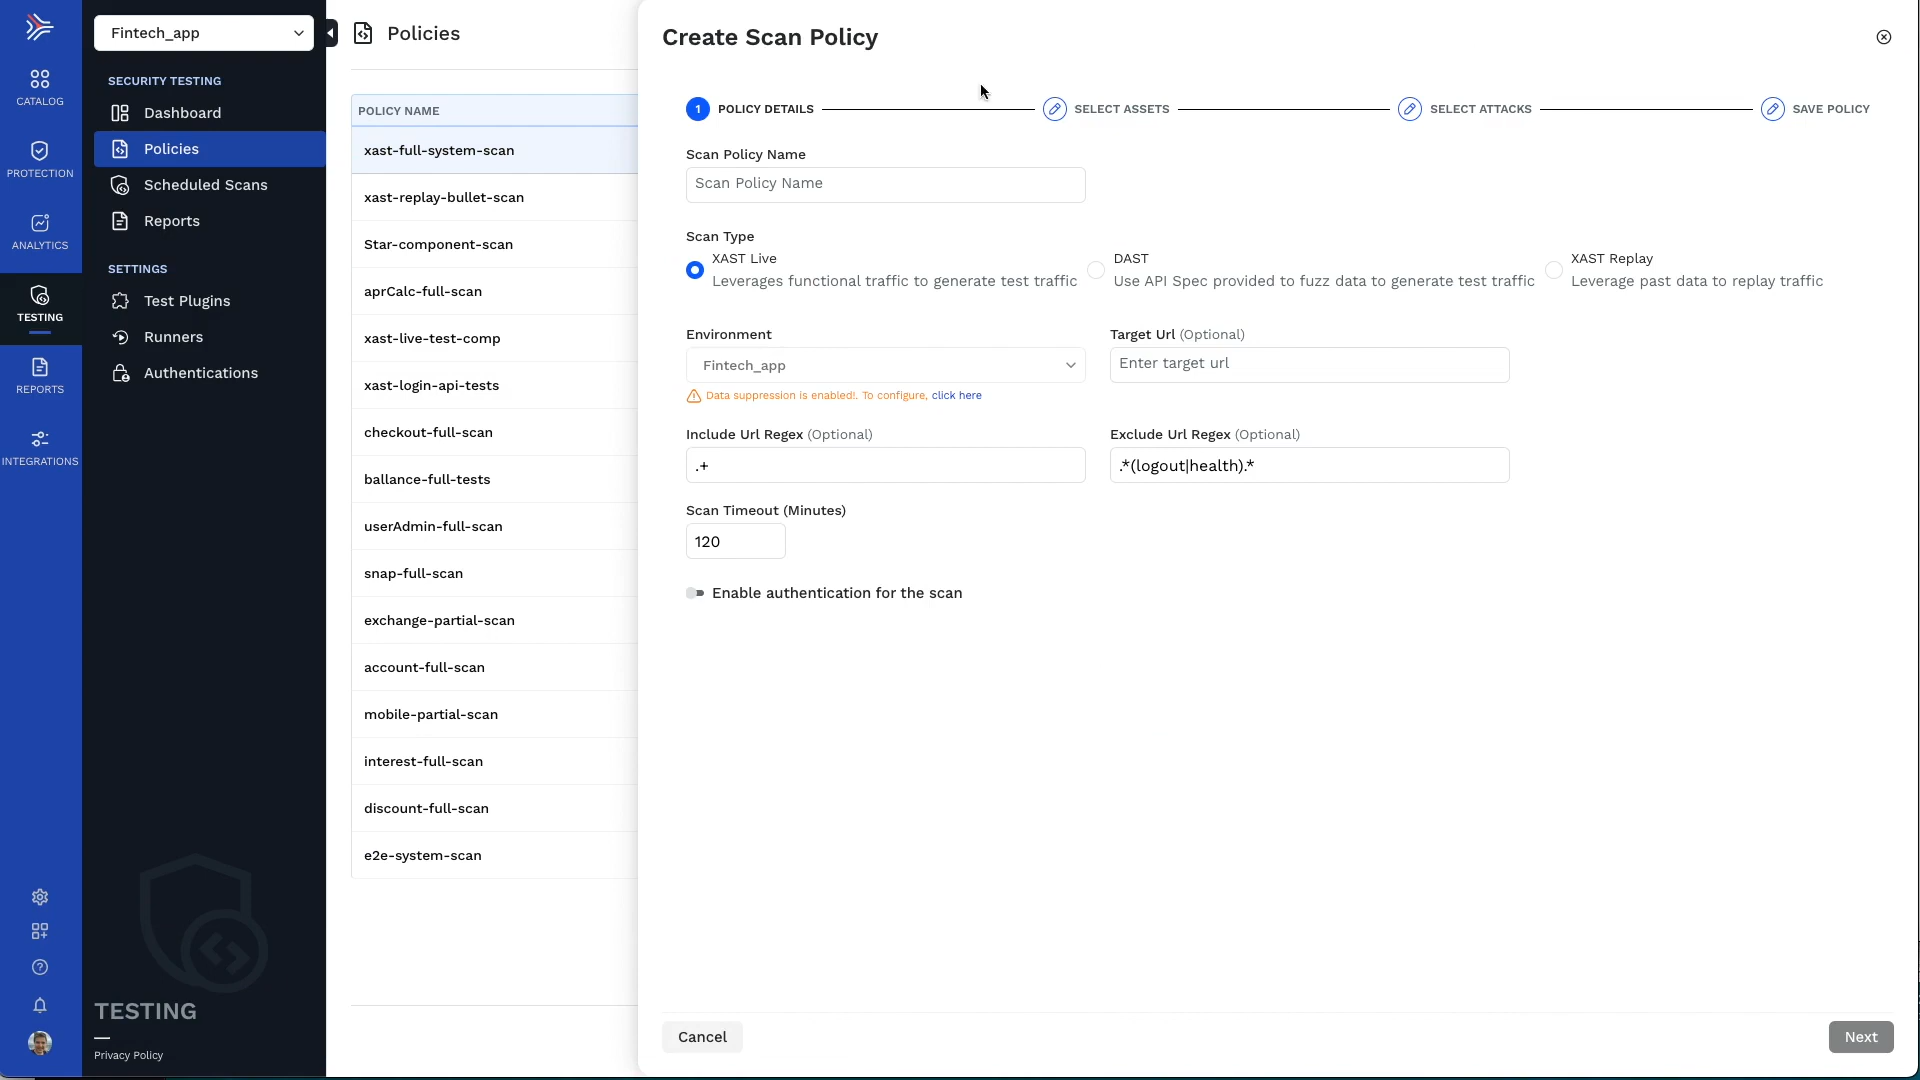 CATALOG
PROTECTION
ANALYTICS
TESTING
REPORTS
INTEGRATIONS
Fintech_app
SECURITY TESTING
Dashboard
Policies
Scheduled Scans
Reports
SETTINGS
Test Plugins
Runners
Authentications
TESTING
Privacy Policy
Policies
POLICY NAME
xast-full-system-scan
xast-replay-bullet-scan
Star-component-scan
aprCalc-full-scan
xast-live-test-comp
xast-login-api-tests
checkout-full-scan
ballance-full-tests
userAdmin-full-scan
snap-full-scan
exchange-partial-scan
account-full-scan
mobile-partial-scan
interest-full-scan
discount-full-scan
e2e-system-scan
Create Scan Policy
1 POLICY DETAILS SELECT ASSETS SELECT ATTACKS SAVE POLICY
Scan Policy Name
Scan Policy Name
Scan Type
XAST Live
Leverages functional traffic to generate test traffic
DAST
Use API Spec provided to fuzz data to generate test traffic
XAST Replay
Leverage past data to replay traffic
Environment
Fintech_app
Data suppression is enabled!. To configure, click here
Target Url (Optional)
Enter target url
Include Url Regex (Optional)
.+
Exclude Url Regex (Optional)
.*(logout|health).*
Scan Timeout (Minutes)
120
Enable authentication for the scan
Cancel
Next